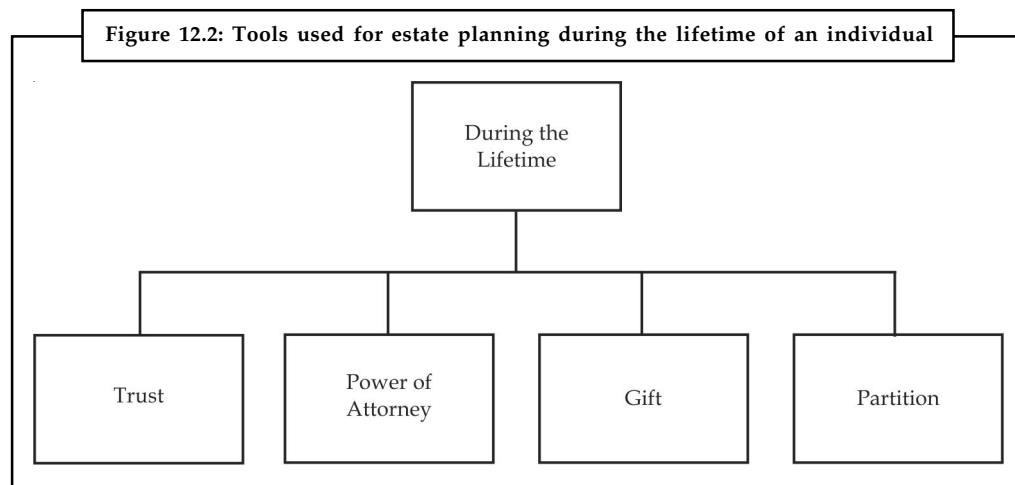 Figure 12.2: Tools used for estate planning during the lifetime of an individual
During the
Lifetime
Trust
Power of
Attorney
Gift
Partition